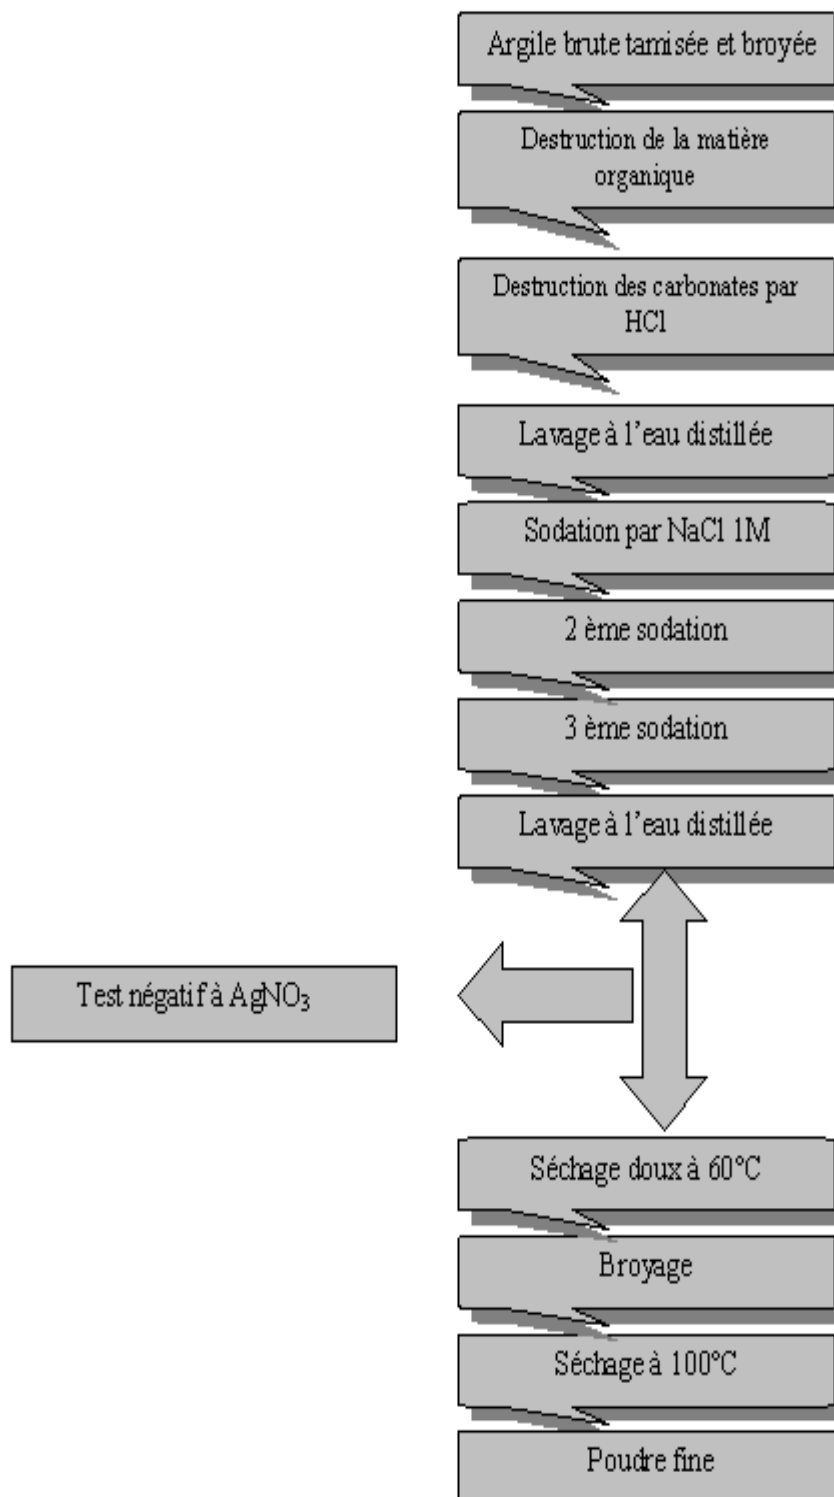 Argile brute tamisée et broyée
Destruction de la matière
organique
Destruction des carbonates par
HCl
Lavage à l’eau distillée
Sodation par NaCl 1M
2 ème sodation
3 ème sodation
Lavage à l’eau distillée
Test négatif à AgNO₃
Séchage doux à 60°C
Broyage
Séchage à 100°C
Poudre fine